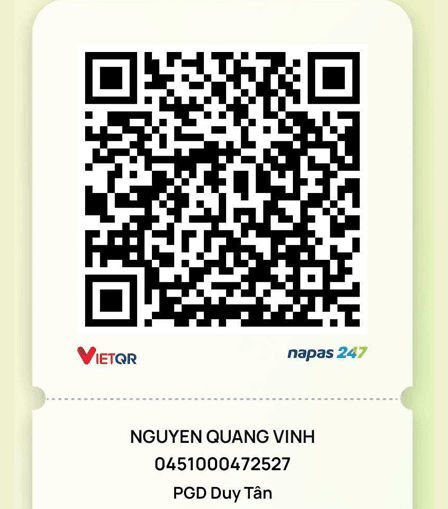 VIETQR
napas 247
NGUYEN QUANG VINH
0451000472527
PGD Duy Tân